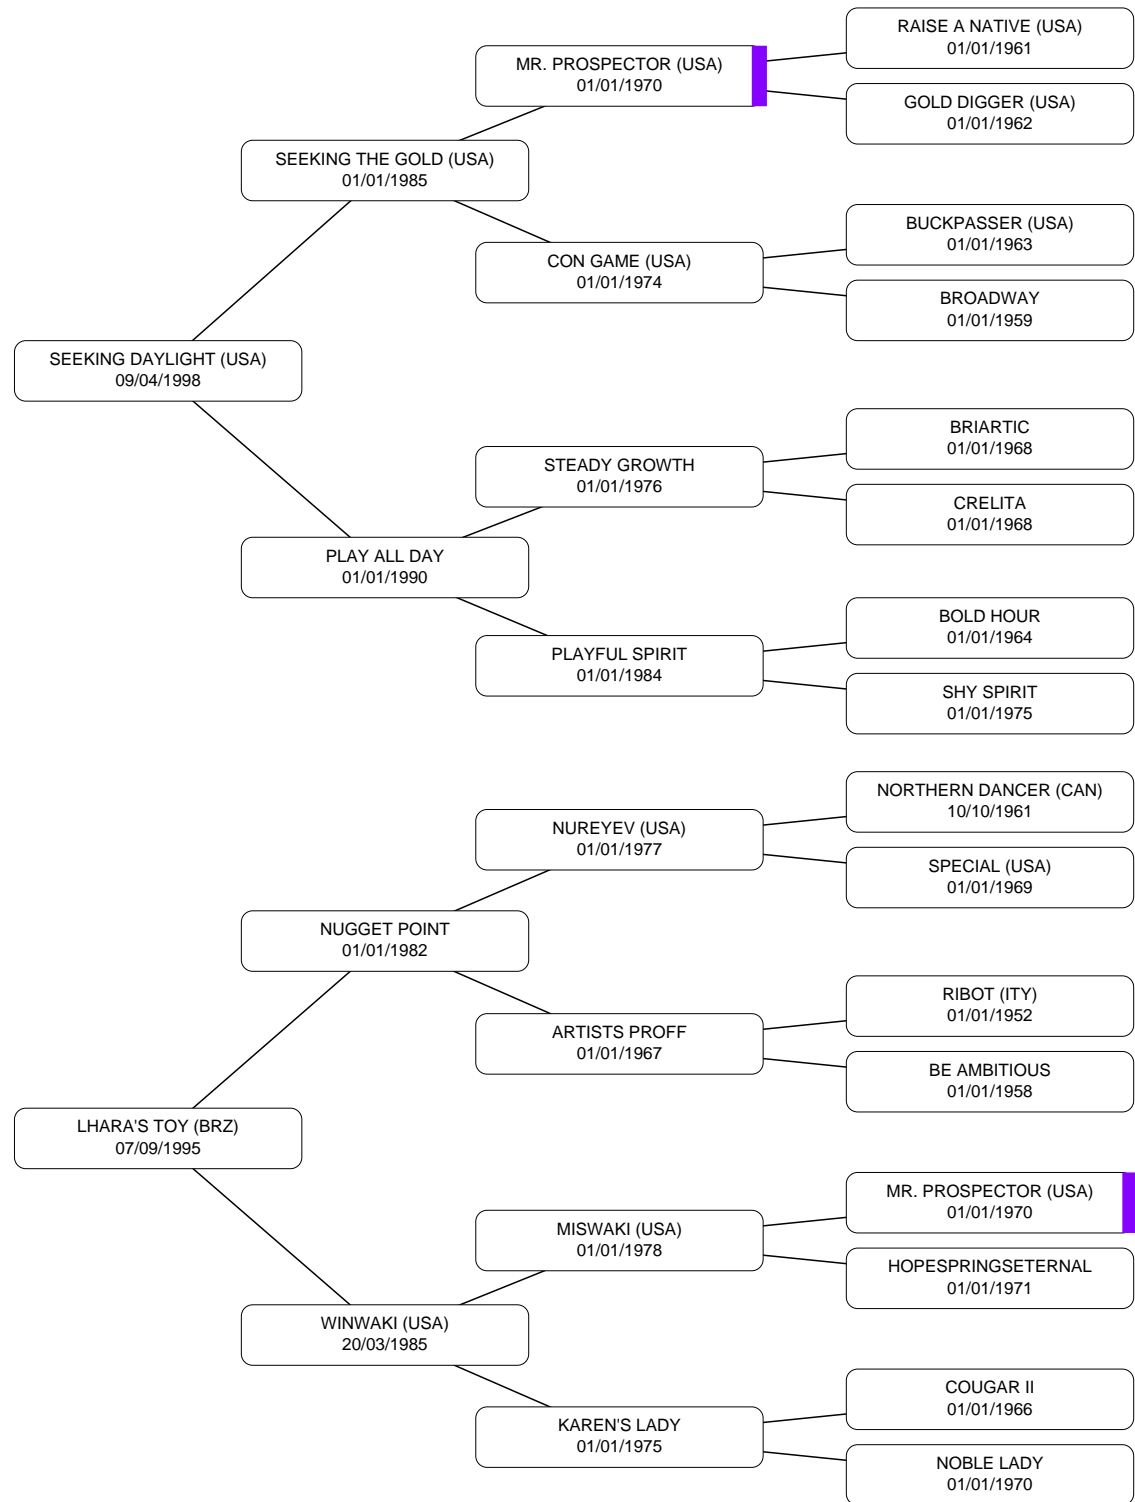 RAISE A NATIVE (USA)
01/01/1961
MR. PROSPECTOR (USA)
01/01/1970
GOLD DIGGER (USA)
01/01/1962
SEEKING THE GOLD (USA)
01/01/1985
BUCKPASSER (USA)
01/01/1963
CON GAME (USA)
01/01/1974
BROADWAY
01/01/1959
SEEKING DAYLIGHT (USA)
09/04/1998
BRIARTIC
01/01/1968
STEADY GROWTH
01/01/1976
CRELITA
01/01/1968
PLAY ALL DAY
01/01/1990
BOLD HOUR
01/01/1964
PLAYFUL SPIRIT
01/01/1984
SHY SPIRIT
01/01/1975
NORTHERN DANCER (CAN)
10/10/1961
NUREYEV (USA)
01/01/1977
SPECIAL (USA)
01/01/1969
NUGGET POINT
01/01/1982
RIBOT (ITY)
01/01/1952
ARTISTS PROFF
01/01/1967
BE AMBITIOUS
01/01/1958
LHARA'S TOY (BRZ)
07/09/1995
MR. PROSPECTOR (USA)
01/01/1970
MISWAKI (USA)
01/01/1978
HOPESPRINGSETERNAL
01/01/1971
WINWAKI (USA)
20/03/1985
COUGAR II
01/01/1966
KAREN'S LADY
01/01/1975
NOBLE LADY
01/01/1970